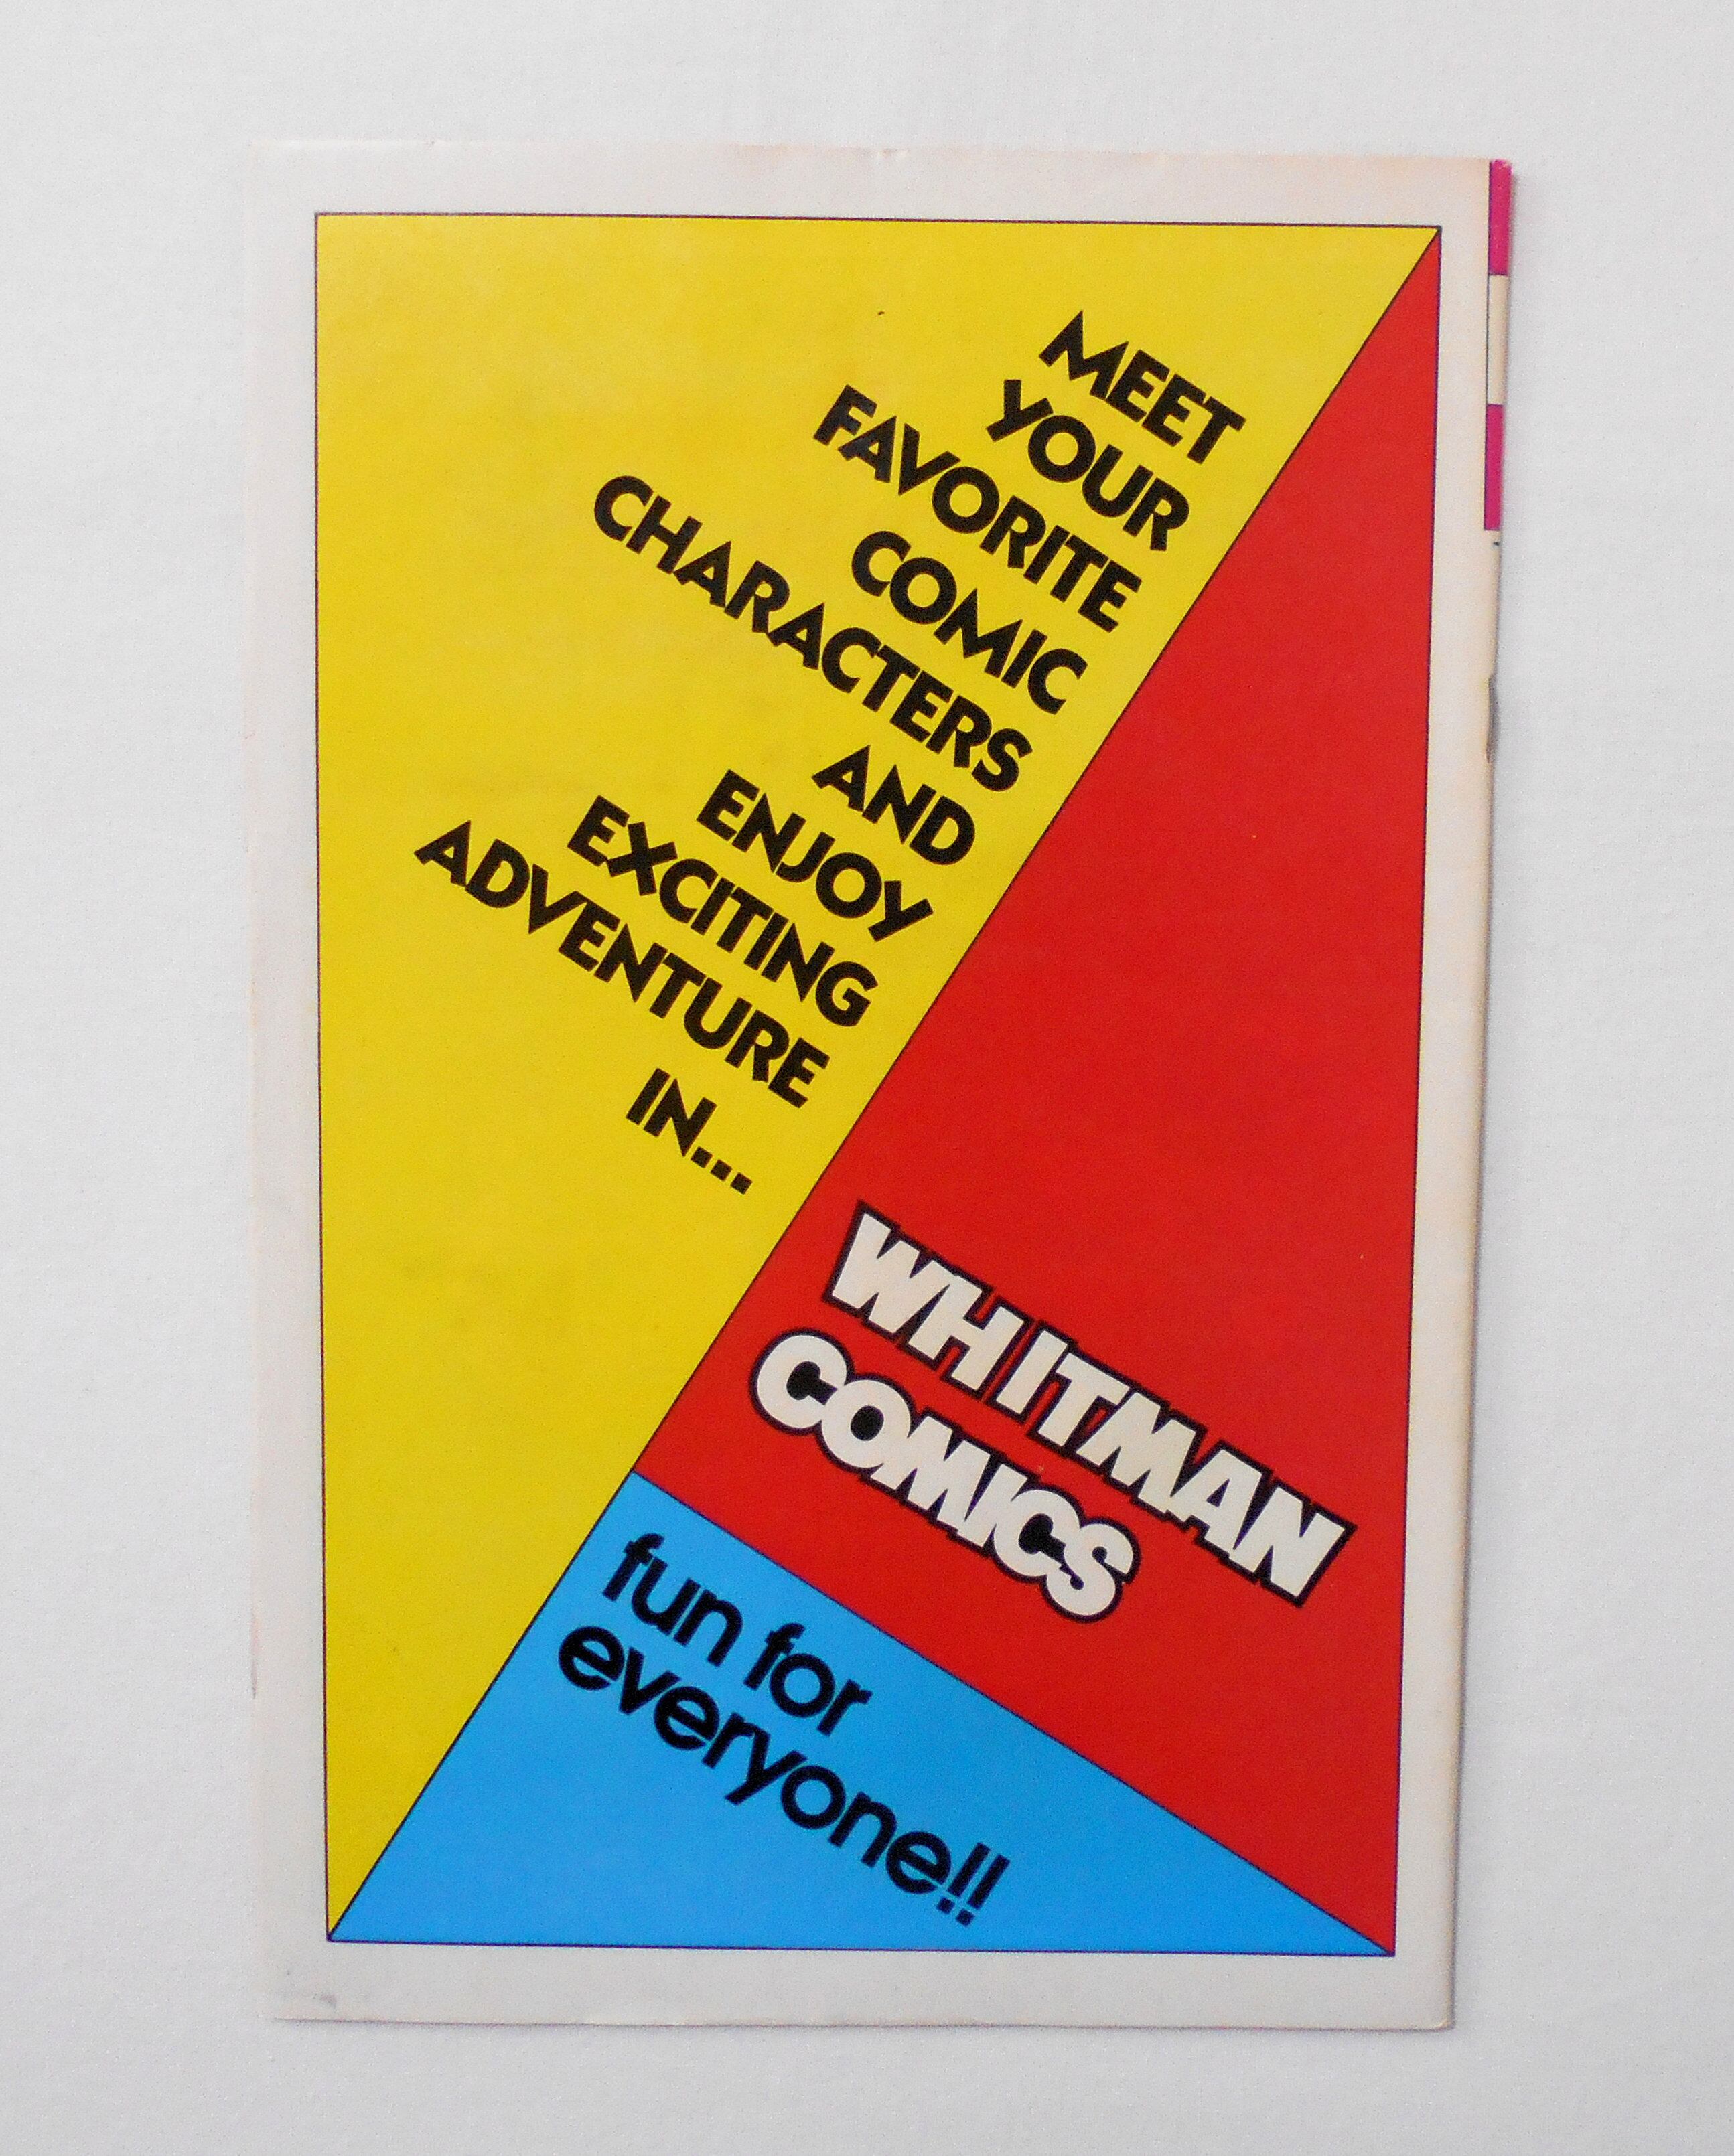 MEET
YOUR
FAVORITE
COMIC
CHARACTERS
AND
ENJOY
EXCITING
ADVENTURE
IN...
WHITMAN
COMICS
fun for
everyone!!